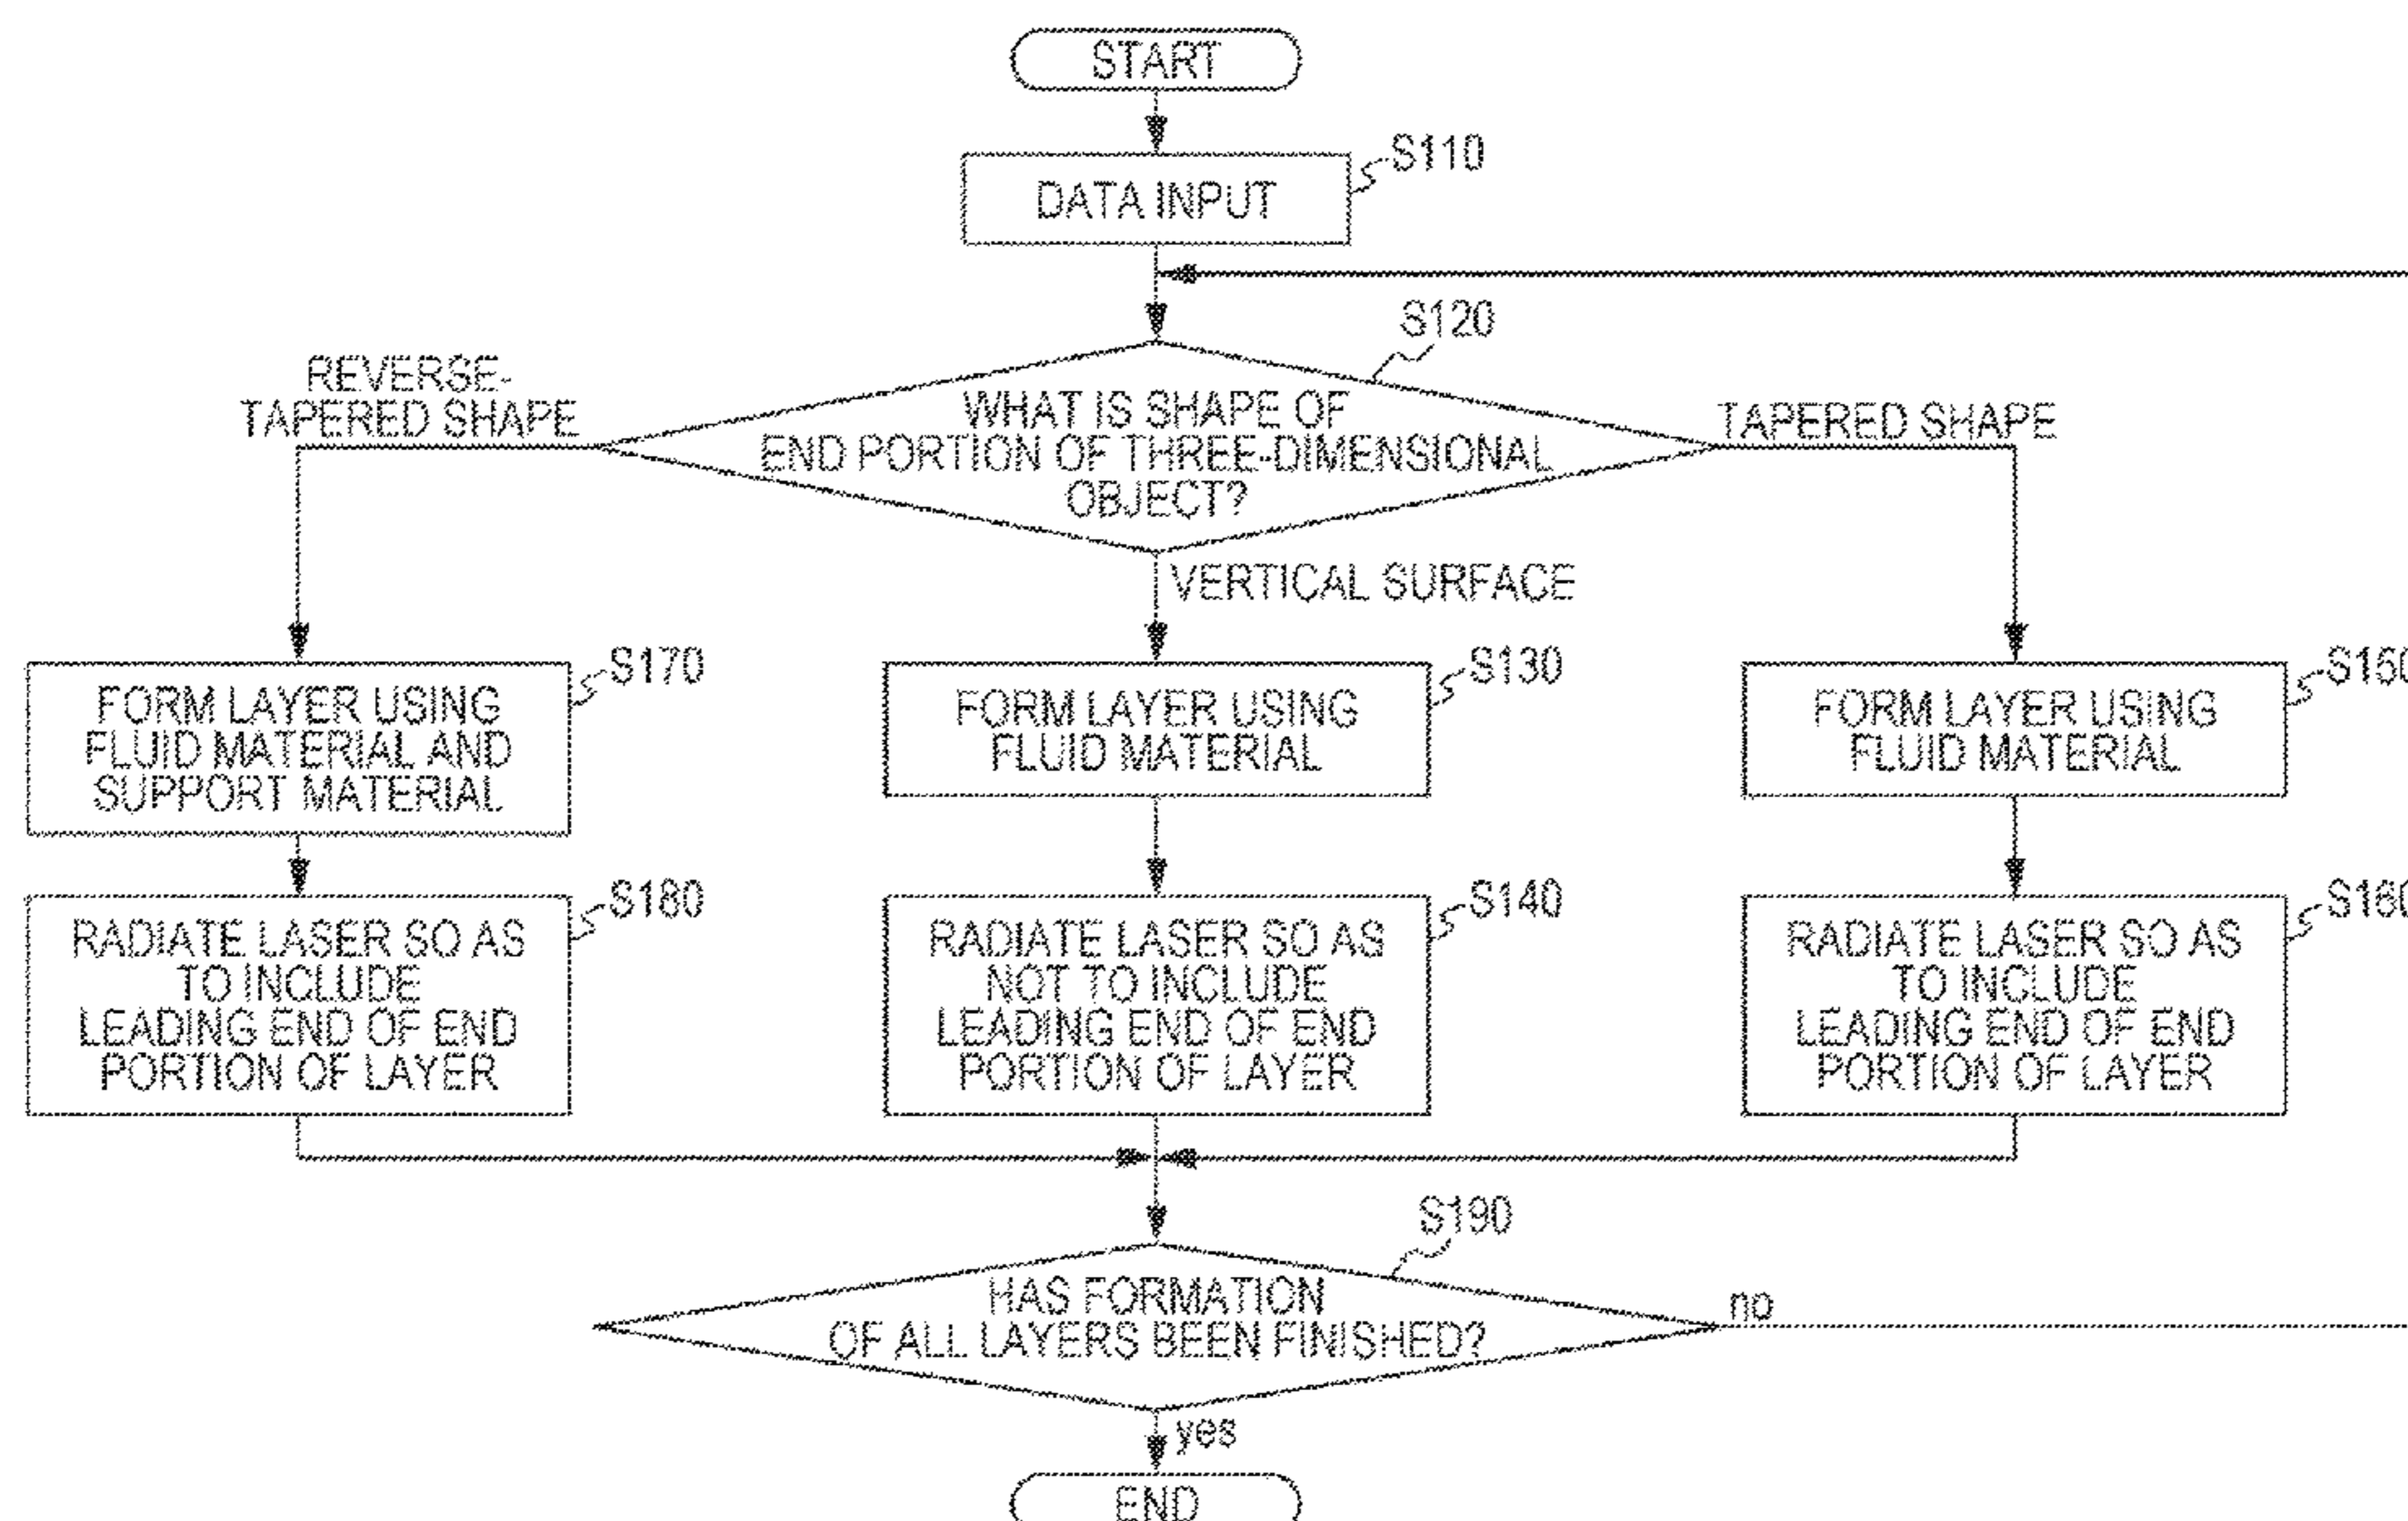 START
S110
DATA INPUT
S120
REVERSE-
TAPERED SHAPE
WHAT IS SHAPE OF
END PORTION OF THREE-DIMENSIONAL
OBJECT?
TAPERED SHAPE
VERTICAL SURFACE
S170
FORM LAYER USING
FLUID MATERIAL AND
SUPPORT MATERIAL
S130
FORM LAYER USING
FLUID MATERIAL
S150
FORM LAYER USING
FLUID MATERIAL
S180
RADIATE LASER SO AS
TO INCLUDE
LEADING END OF END
PORTION OF LAYER
S140
RADIATE LASER SO AS
NOT TO INCLUDE
LEADING END OF END
PORTION OF LAYER
S160
RADIATE LASER SO AS
TO INCLUDE
LEADING END OF END
PORTION OF LAYER
S190
HAS FORMATION
OF ALL LAYERS BEEN FINISHED?
no
yes
END